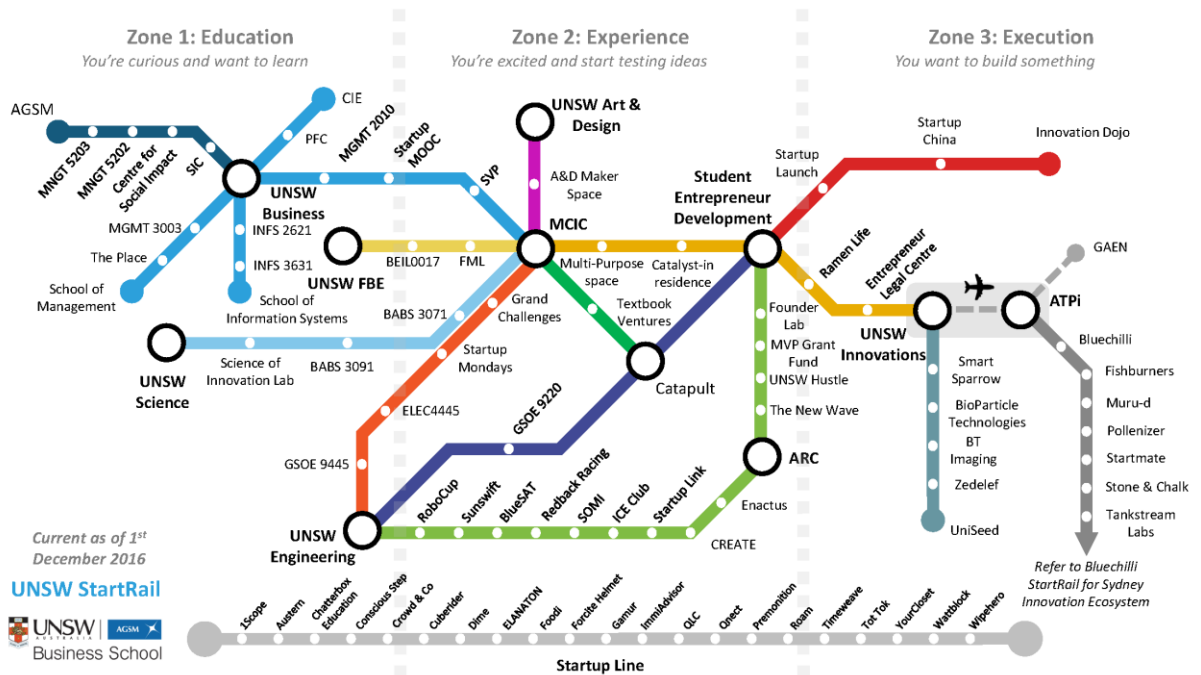 Zone 1: Education
You're curious and want to learn
Zone 2: Experience
You're excited and start testing ideas
Zone 3: Execution
You want to build something
AGSM
MNGT 5203
MNGT 5202
Centre for
Social Impact
SIC
CIE
PFC
MGMT 2010
Startup
MOOC
SVP
UNSW
Business
MGMT 3003
The Place
School of
Management
INFS 2621
INFS 3631
School of
Information Systems
UNSW Art &
Design
A&D Maker
Space
MCIC
UNSW FBE
BEIL0017
FML
Multi-Purpose
space
Catalyst-in
residence
Student
Entrepreneur
Development
Startup
Launch
Startup
China
Innovation Dojo
Ramen Life
Entrepreneur
Legal Centre
UNSW
Innovations
GAEN
ATPi
UNSW
Science
Science of
Innovation Lab
BABS 3091
BABS 3071
Grand
Challenges
Startup
Mondays
ELEC4445
GSOE 9445
UNSW
Engineering
Textbook
Ventures
Catapult
GSOE 9220
Founder
Lab
MVP Grant
Fund
UNSW Hustle
The New Wave
ARC
Enactus
CREATE
RoboCup
Sunswift
BlueSAT
Redback Racing
SOMI
ICE Club
Startup Link
Smart
Sparrow
BioParticle
Technologies
BT
Imaging
Zedelef
UniSeed
Bluechilli
Fishburners
Muru-d
Pollenizer
Startmate
Stone & Chalk
Tankstream
Labs
Refer to Bluechilli
StartRail for Sydney
Innovation Ecosystem
Current as of 1st
December 2016
UNSW StartRail
UNSW
AUSTRALIA
AGSM
Business School
1Scope
Austern
Chatterbox
Education
Conscious Step
Crowd & Co
Cuberider
Dime
ELANATON
Foodi
Forcite Helmet
Gamur
ImmiAdvisor
QLC
Qnect
Premonition
Roam
Timeweave
Tot Tok
YourCloset
Wattblock
Wipehero
Startup Line